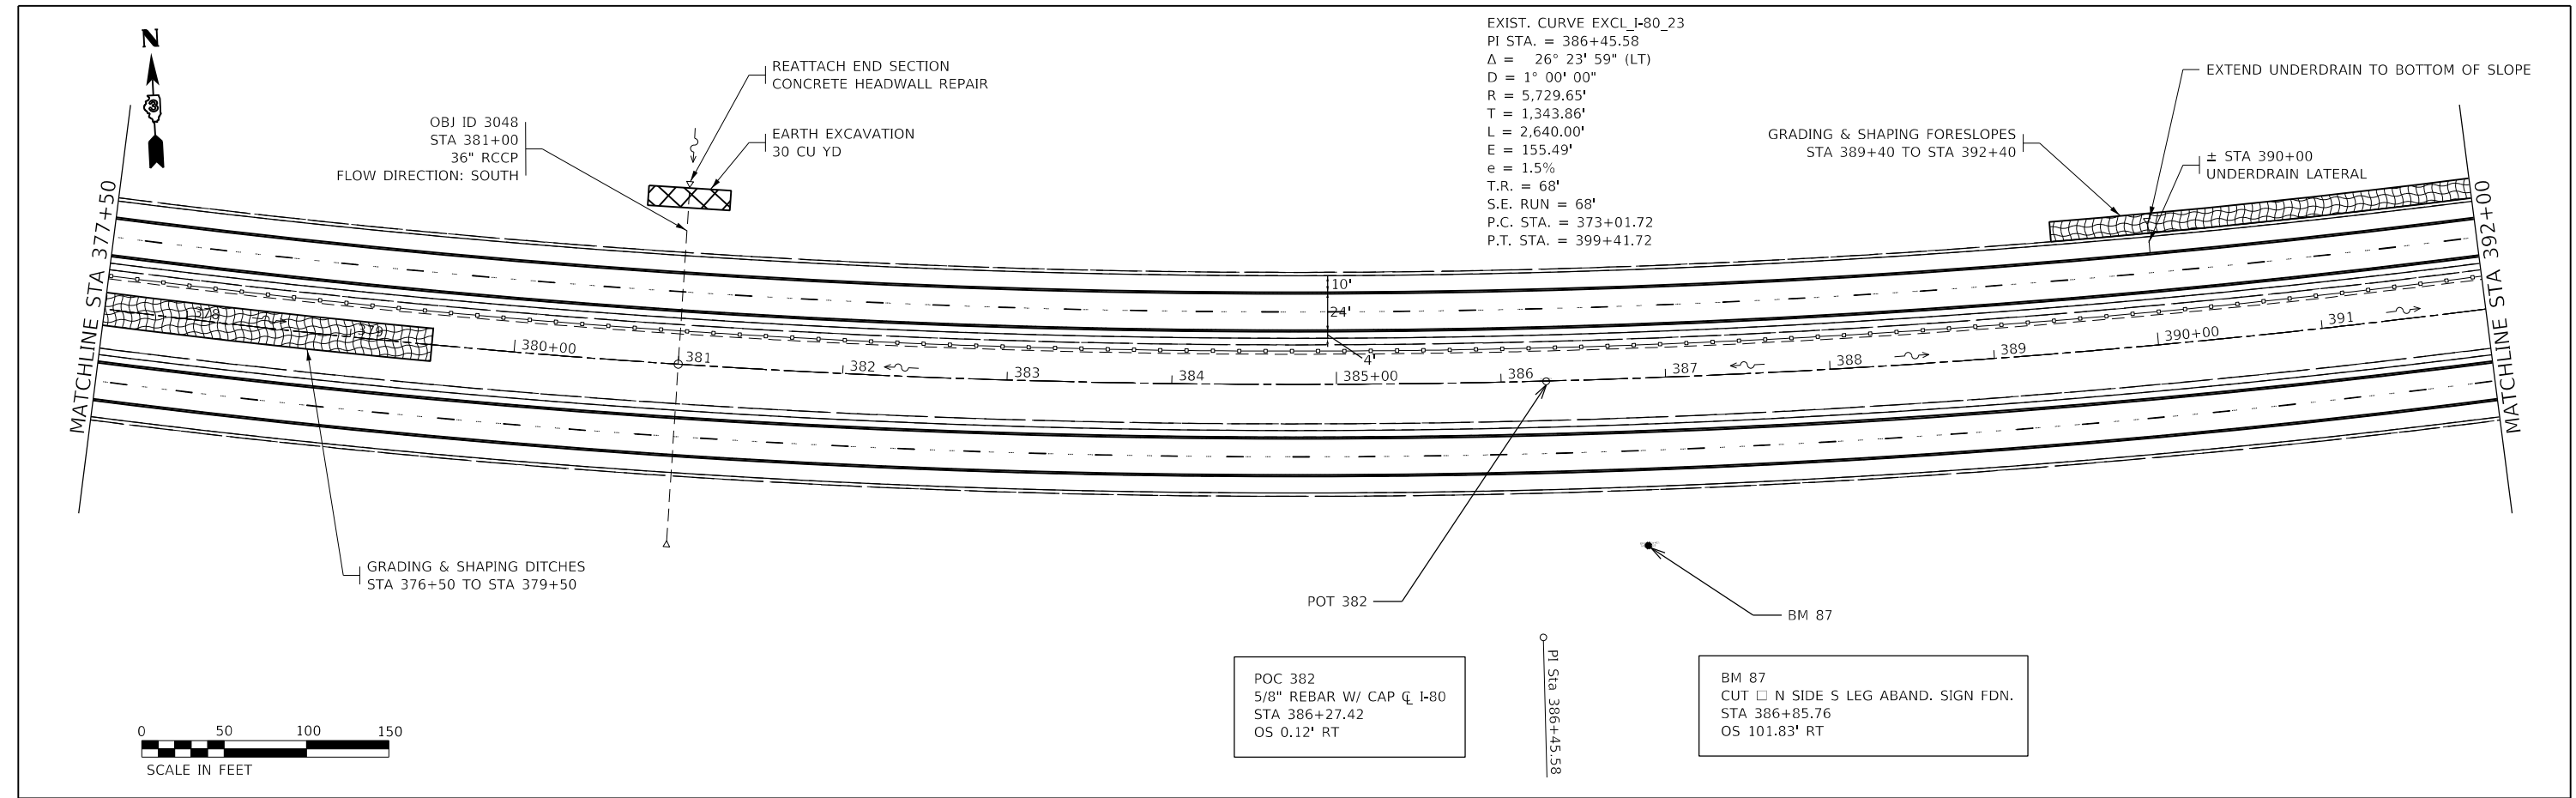 N
3
REATTACH END SECTION
CONCRETE HEADWALL REPAIR
OBJ ID 3048
STA 381+00
36" RCCP
FLOW DIRECTION: SOUTH
EARTH EXCAVATION
30 CU YD
EXIST. CURVE EXCL_I-80_23
PI STA. = 386+45.58
Δ = 26° 23' 59" (LT)
D = 1° 00' 00"
R = 5,729.65'
T = 1,343.86'
L = 2,640.00'
E = 155.49'
e = 1.5%
T.R. = 68'
S.E. RUN = 68'
P.C. STA. = 373+01.72
P.T. STA. = 399+41.72
EXTEND UNDERDRAIN TO BOTTOM OF SLOPE
GRADING & SHAPING FORESLOPES
STA 389+40 TO STA 392+40
± STA 390+00
UNDERDRAIN LATERAL
MATCHLINE STA 377+50
MATCHLINE STA 392+00
10'
24'
4'
378
379
380+00
381
382
383
384
385+00
386
387
388
389
390+00
391
GRADING & SHAPING DITCHES
STA 376+50 TO STA 379+50
POT 382
BM 87
PI Sta 386+45.58
POC 382
5/8" REBAR W/ CAP ℄ I-80
STA 386+27.42
OS 0.12' RT
BM 87
CUT □ N SIDE S LEG ABAND. SIGN FDN.
STA 386+85.76
OS 101.83' RT
0 50 100 150
SCALE IN FEET